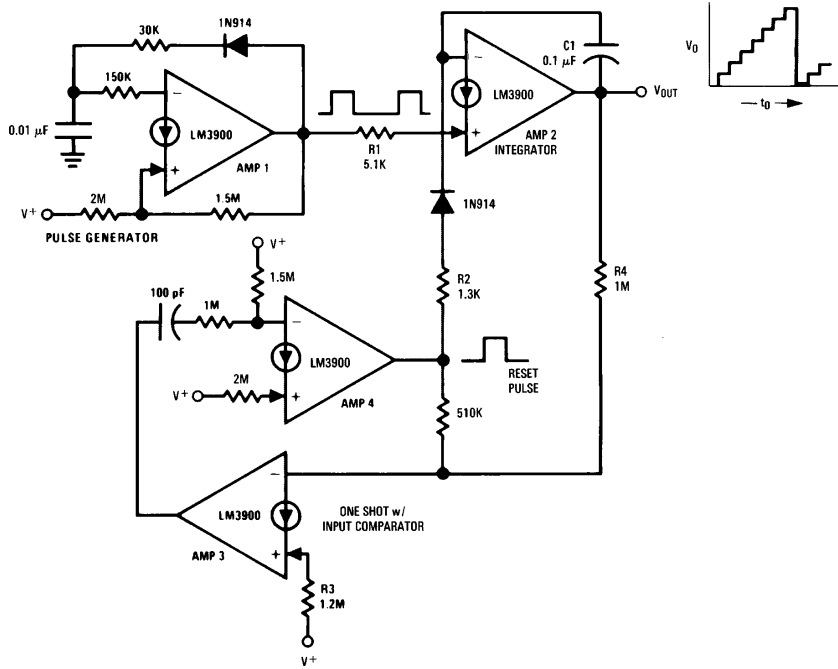 30K
1N914
150K
−
LM3900
+
AMP 1
0.01 μF
V+
2M
1.5M
PULSE GENERATOR
R1
5.1K
−
LM3900
+
AMP 2
INTEGRATOR
C1
0.1 μF
VOUT
VO
tO
1N914
R2
1.3K
R4
1M
V+
1.5M
100 pF
1M
−
LM3900
V+
2M
+
AMP 4
RESET
PULSE
510K
−
LM3900
+
AMP 3
ONE SHOT w/
INPUT COMPARATOR
R3
1.2M
V+